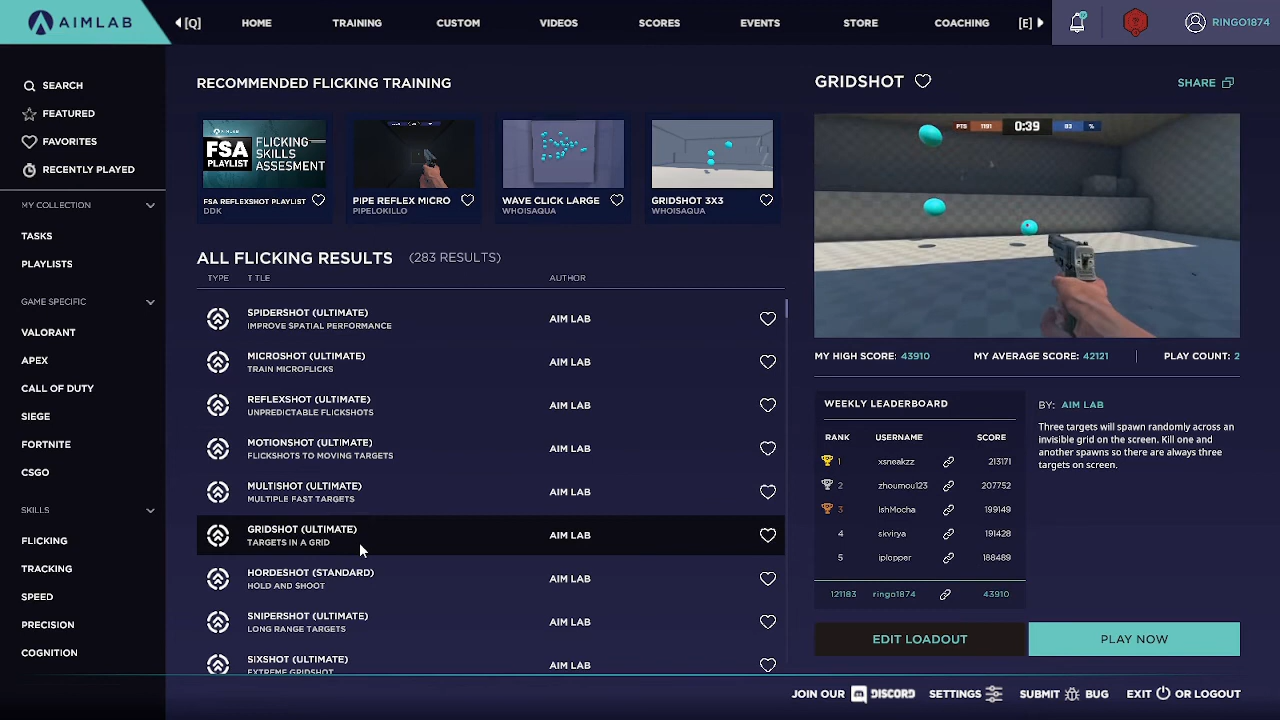 AIMLAB
[Q]
HOME
TRAINING
CUSTOM
VIDEOS
SCORES
EVENTS
STORE
COACHING
[E]
RINGO1874
SEARCH
FEATURED
FAVORITES
RECENTLY PLAYED
MY COLLECTION
TASKS
PLAYLISTS
GAME SPECIFIC
VALORANT
APEX
CALL OF DUTY
SIEGE
FORTNITE
CSGO
SKILLS
FLICKING
TRACKING
SPEED
PRECISION
COGNITION
RECOMMENDED FLICKING TRAINING
AIMLAB
FSA
PLAYLIST
FLICKING
SKILLS
ASSESMENT
FSA REFLEXSHOT PLAYLIST
DDK
PIPE REFLEX MICRO
PIPELOKILLO
WAVE CLICK LARGE
WHOISAQUA
GRIDSHOT 3X3
WHOISAQUA
ALL FLICKING RESULTS (283 RESULTS)
TYPE TITLE AUTHOR
SPIDERSHOT (ULTIMATE)
IMPROVE SPATIAL PERFORMANCE
AIM LAB
MICROSHOT (ULTIMATE)
TRAIN MICROFLICKS
AIM LAB
REFLEXSHOT (ULTIMATE)
UNPREDICTABLE FLICKSHOTS
AIM LAB
MOTIONSHOT (ULTIMATE)
FLICKSHOTS TO MOVING TARGETS
AIM LAB
MULTISHOT (ULTIMATE)
MULTIPLE FAST TARGETS
AIM LAB
GRIDSHOT (ULTIMATE)
TARGETS IN A GRID
AIM LAB
HORDESHOT (STANDARD)
HOLD AND SHOOT
AIM LAB
SNIPERSHOT (ULTIMATE)
LONG RANGE TARGETS
AIM LAB
SIXSHOT (ULTIMATE)
EXTREME GRIDSHOT
AIM LAB
GRIDSHOT
SHARE
PTS 1191 0:39 83 %
MY HIGH SCORE: 43910 MY AVERAGE SCORE: 42121 PLAY COUNT: 2
WEEKLY LEADERBOARD
RANK USERNAME SCORE
1 xsneakzz 213171
2 zhoumou123 207752
3 IshMocha 199149
4 skvirya 191428
5 iplopper 188489
121183 ringo1874 43910
BY: AIM LAB
Three targets will spawn randomly across an
invisible grid on the screen. Kill one and
another spawns so there are always three
targets on screen.
EDIT LOADOUT
PLAY NOW
JOIN OUR DISCORD
SETTINGS
SUBMIT BUG
EXIT OR LOGOUT